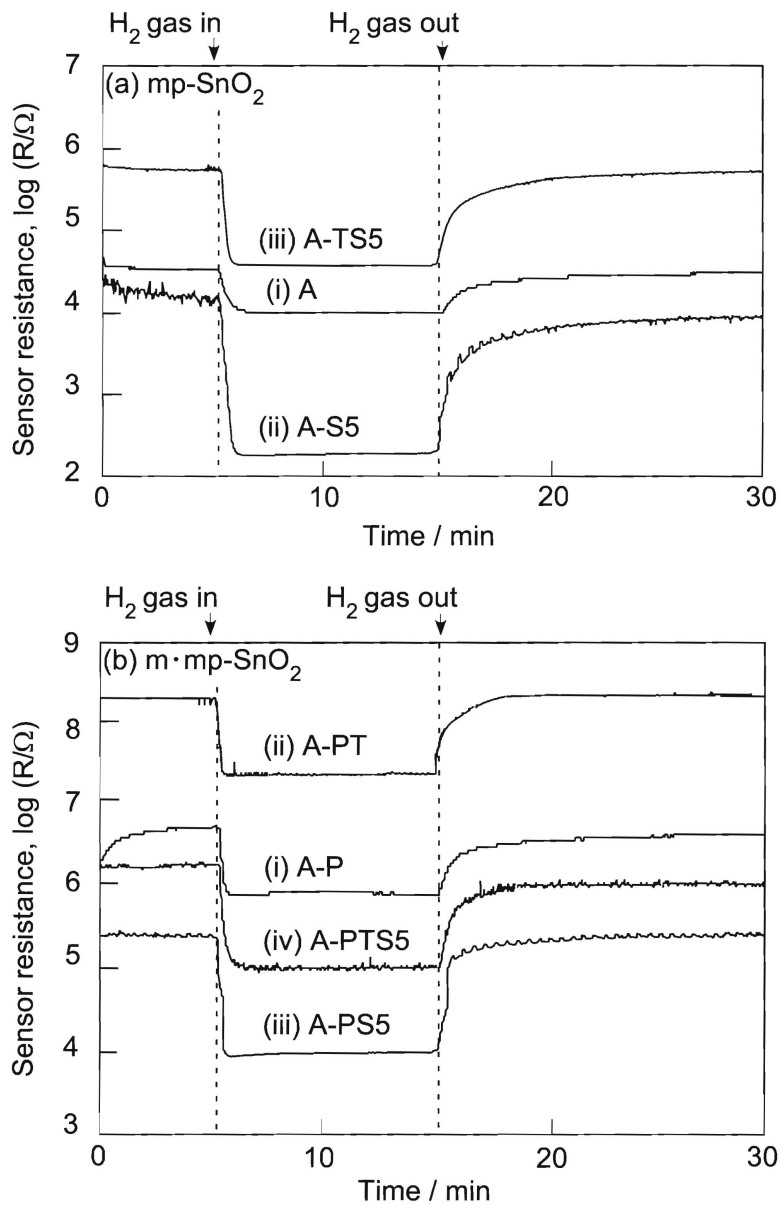 H₂ gas in H₂ gas out
7
(a) mp-SnO₂
6
5
(iii) A-TS5
(i) A
4
3
(ii) A-S5
2
0 10 20 30
Sensor resistance, log (R/Ω)
Time / min
H₂ gas in H₂ gas out
9
(b) m·mp-SnO₂
8
(ii) A-PT
7
(i) A-P
6
(iv) A-PTS5
5
(iii) A-PS5
4
3
0 10 20 30
Sensor resistance, log (R/Ω)
Time / min